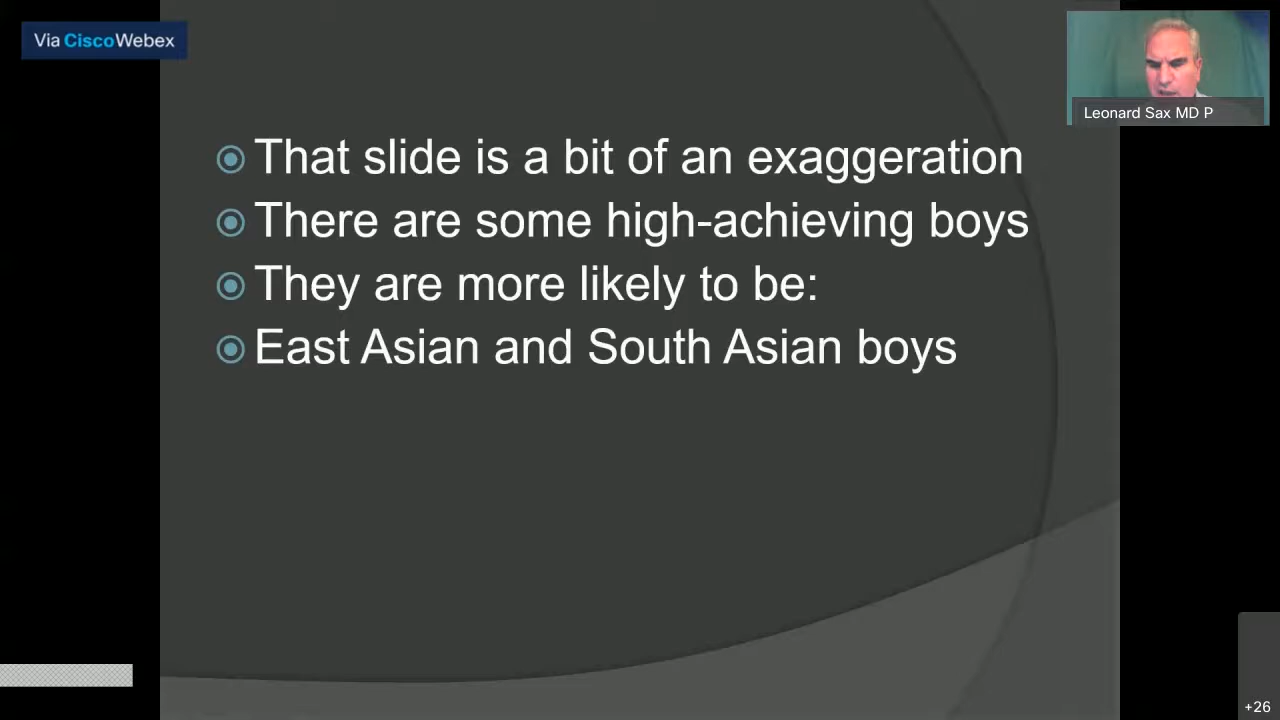 Via CiscoWebex
Leonard Sax MD P
That slide is a bit of an exaggeration
There are some high-achieving boys
They are more likely to be:
East Asian and South Asian boys
+26